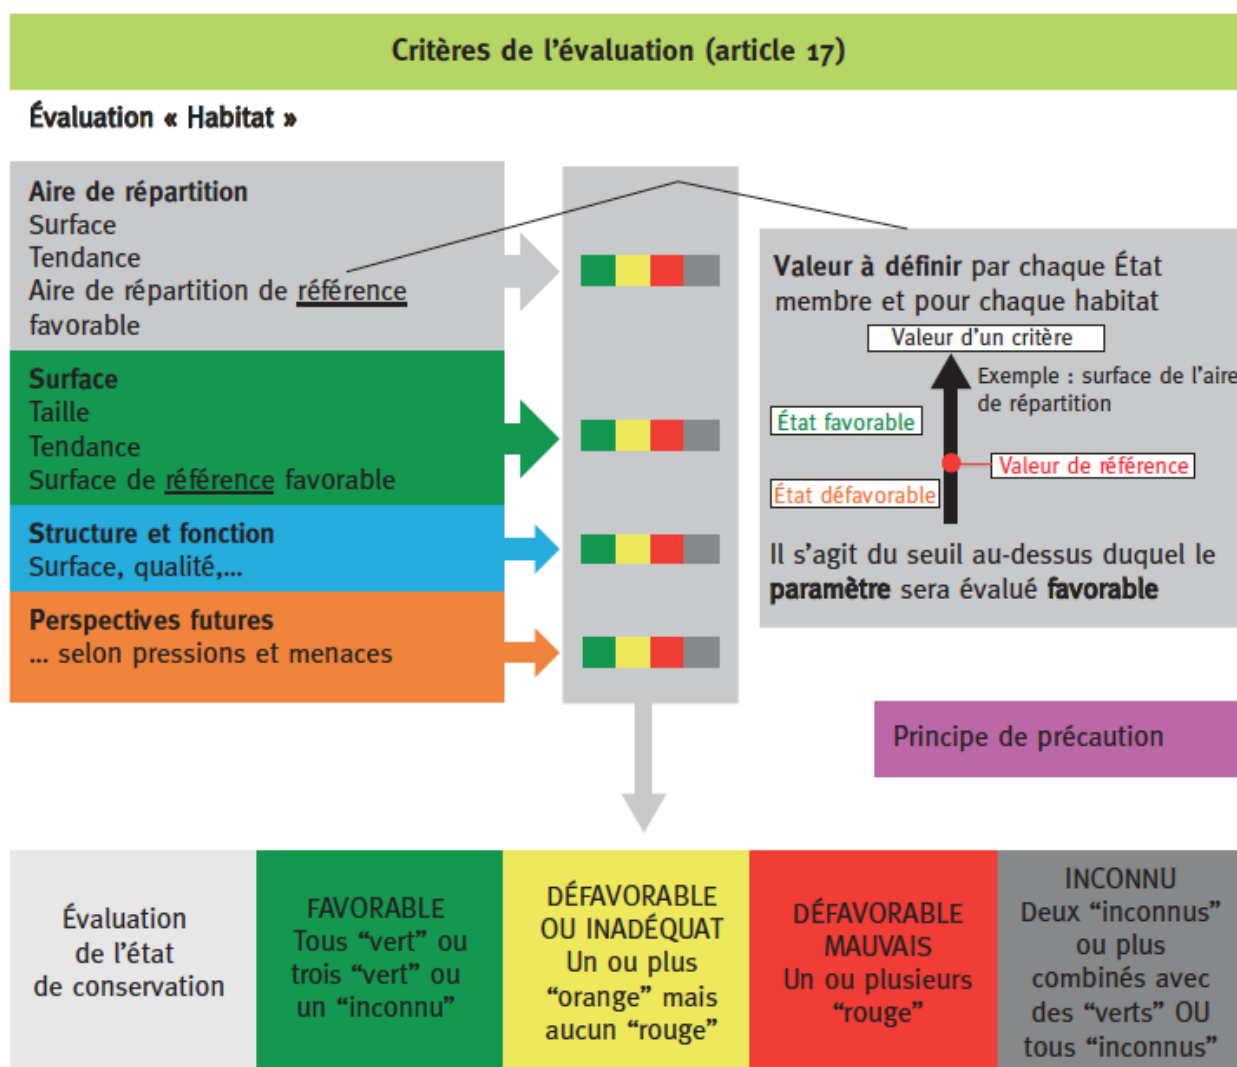 Critères de l’évaluation (article 17)
Évaluation « Habitat »
Aire de répartition
Surface
Tendance
Aire de répartition de référence
favorable
Surface
Taille
Tendance
Surface de référence favorable
Structure et fonction
Surface, qualité,...
Perspectives futures
... selon pressions et menaces
Valeur à définir par chaque État
membre et pour chaque habitat
Valeur d’un critère
Exemple : surface de l’aire
de répartition
État favorable
Valeur de référence
État défavorable
Il s’agit du seuil au-dessus duquel le
paramètre sera évalué favorable
Principe de précaution
Évaluation
de l’état
de conservation
FAVORABLE
Tous “vert” ou
trois “vert” ou
un “inconnu”
DÉFAVORABLE
OU INADÉQUAT
Un ou plus
“orange” mais
aucun “rouge”
DÉFAVORABLE
MAUVAIS
Un ou plusieurs
“rouge”
INCONNU
Deux “inconnus”
ou plus
combinés avec
des “verts” OU
tous “inconnus”